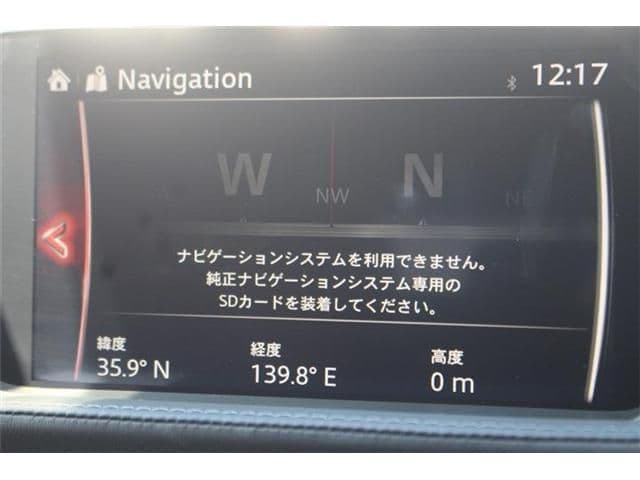 Navigation
12:17
W
NW
N
NE
ナビゲーションシステムを利用できません。
純正ナビゲーションシステム専用の
SDカードを装着してください。
緯度
経度
高度
35.9° N
139.8° E
0 m